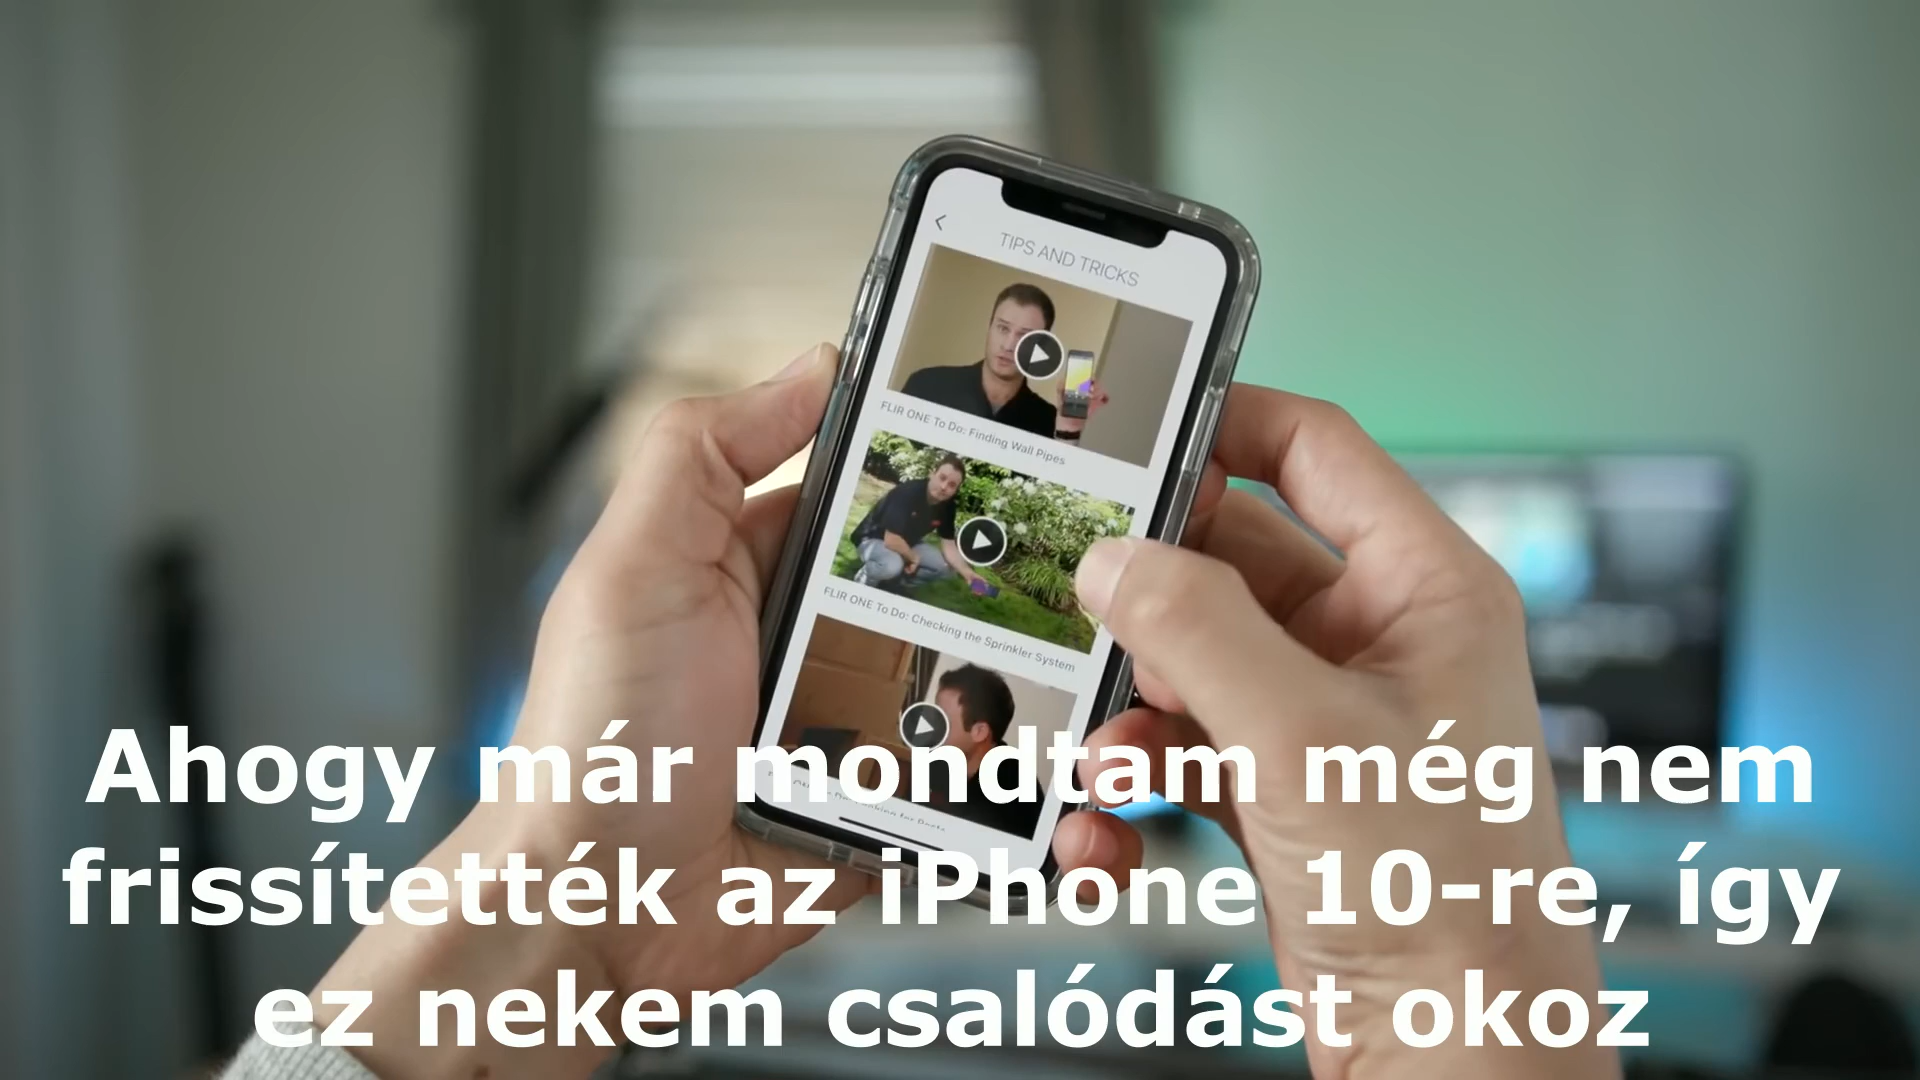 TIPS AND TRICKS
FLIR ONE To Do: Finding Wall Pipes
FLIR ONE To Do: Checking the Sprinkler System
Ahogy már mondtam még nem
frissítették az iPhone 10-re, így
ez nekem csalódást okoz